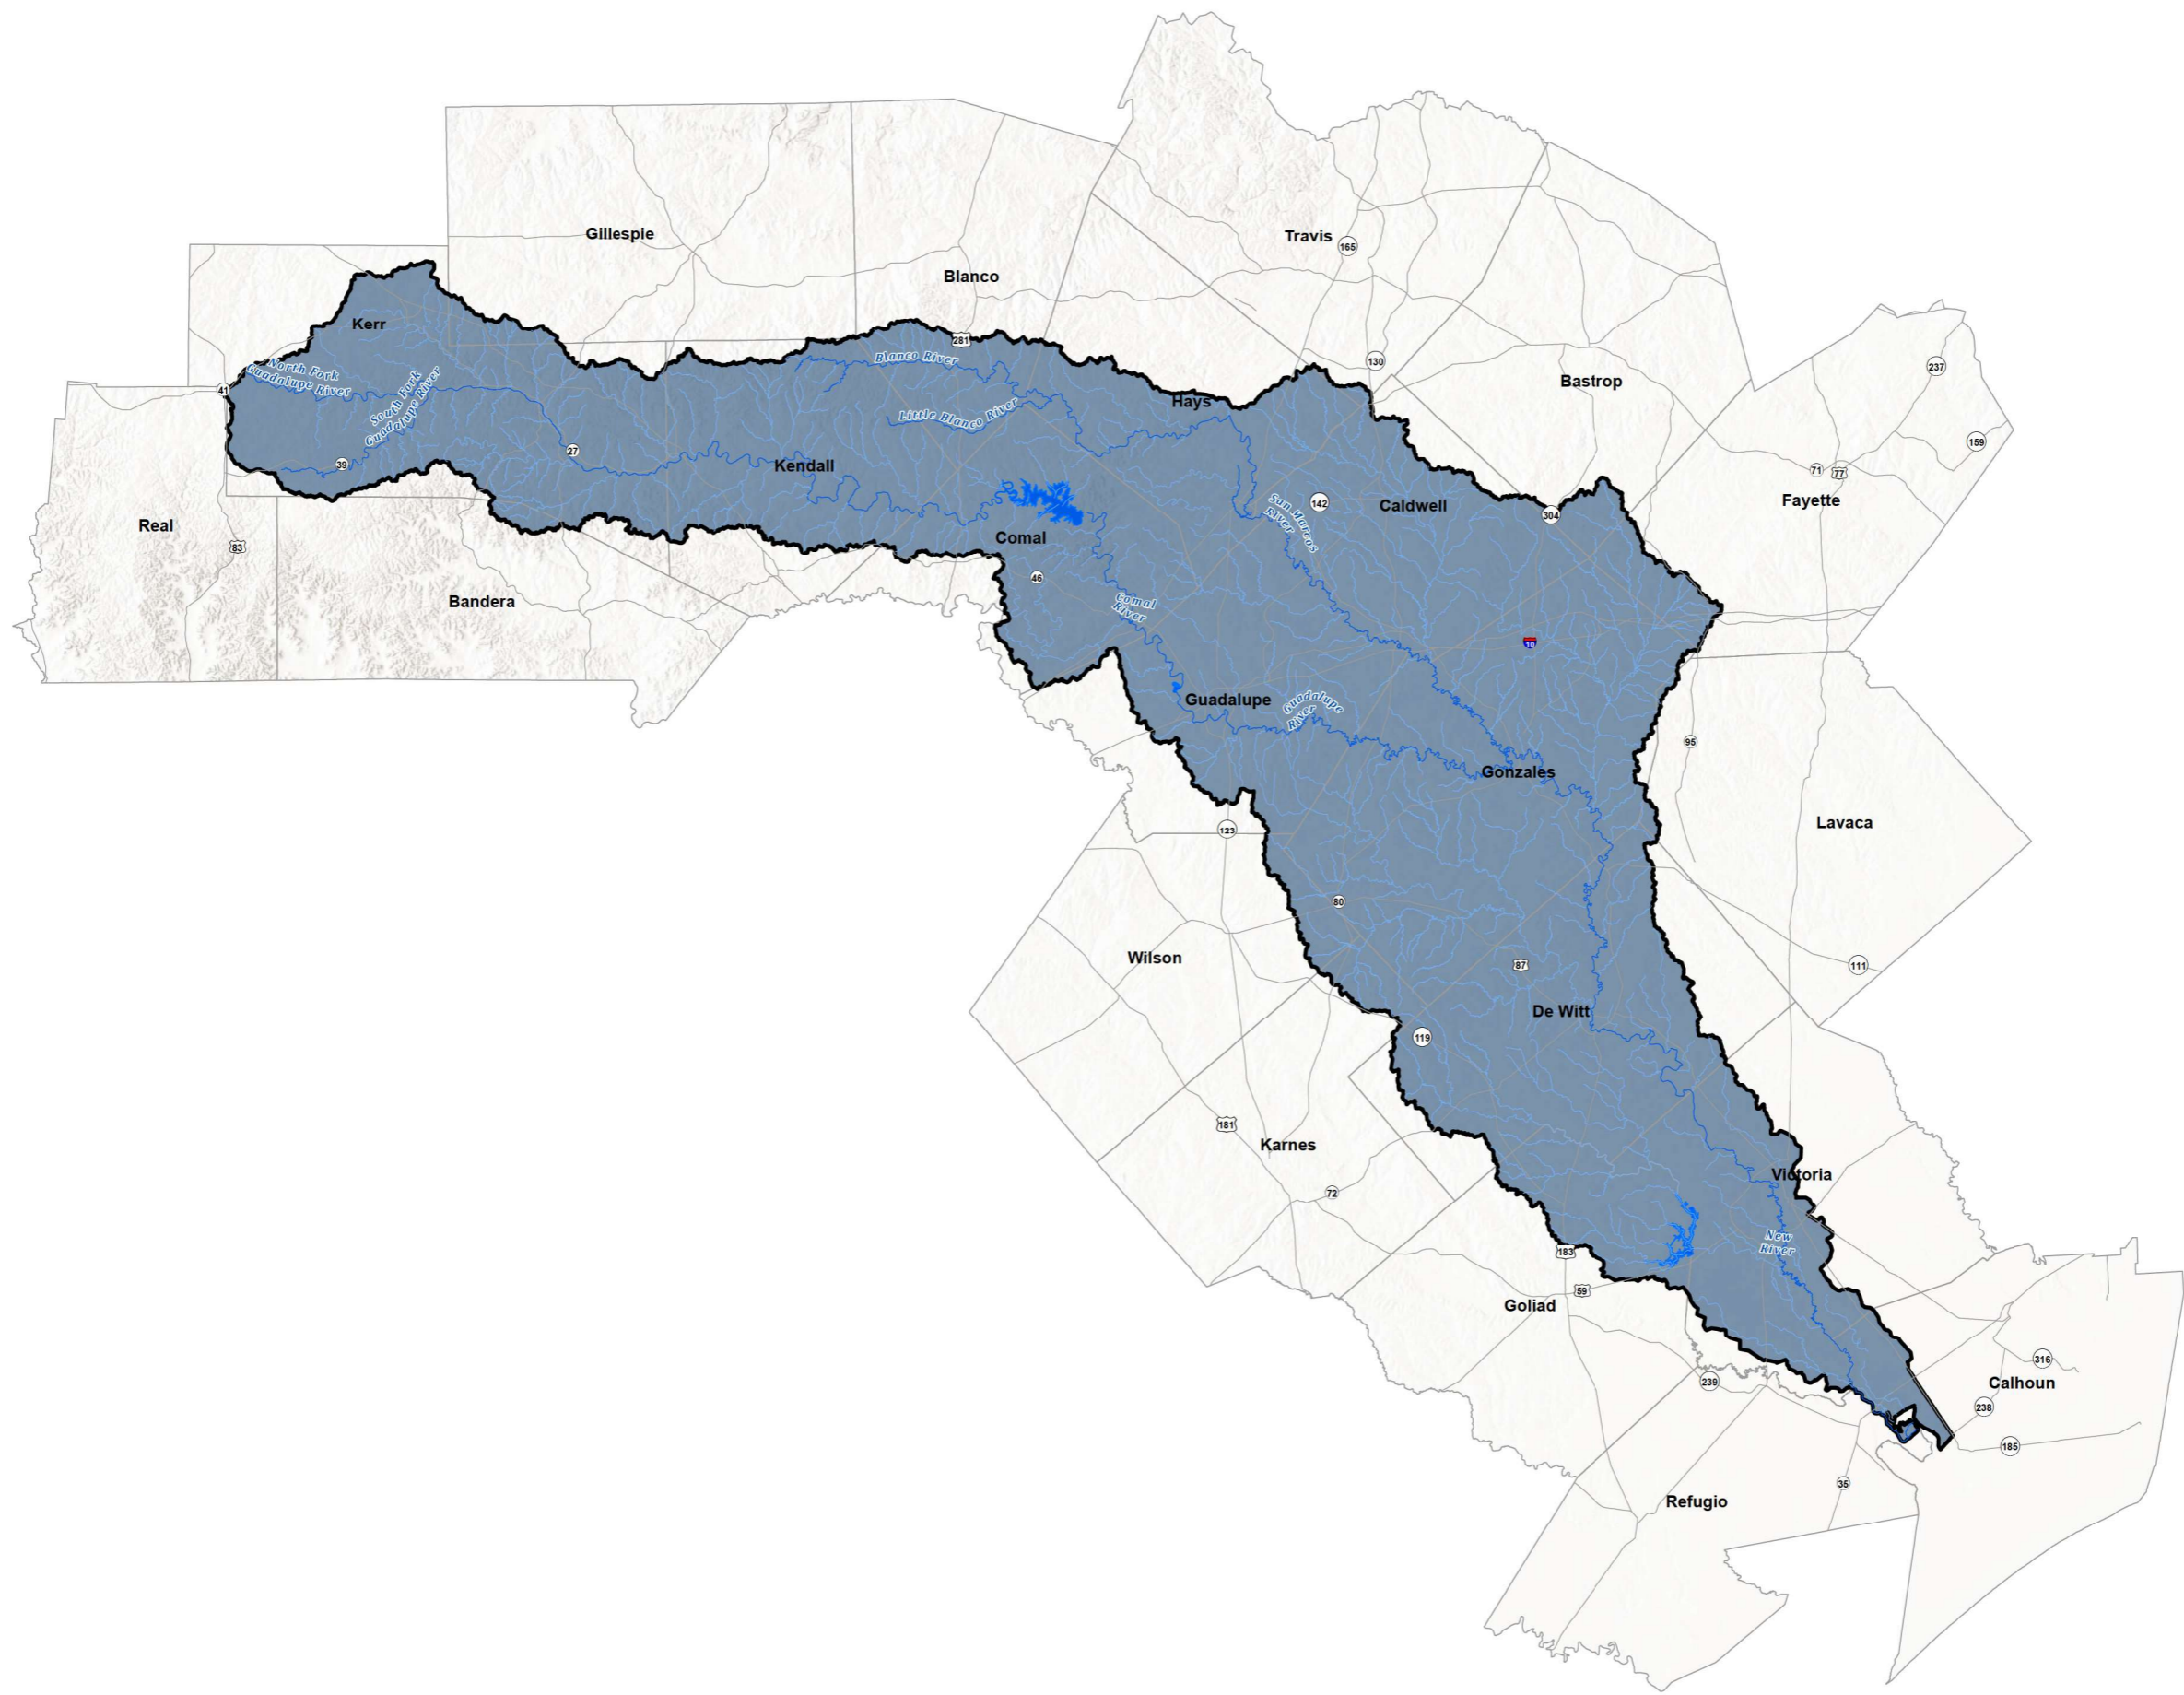 Gillespie
Travis
165
Blanco
Kerr
281
130
237
North Fork
Guadalupe River
Blanco River
Bastrop
41
South Fork
Guadalupe River
Little Blanco River
Hays
159
39
27
Kendall
71
77
Fayette
142
Caldwell
304
San Marcos
River
Real
83
Comal
46
Bandera
Comal
River
10
Guadalupe
Guadalupe
River
95
Gonzales
123
Lavaca
80
Wilson
87
111
De Witt
119
181
Karnes
Victoria
72
New
River
183
59
Goliad
239
316
Calhoun
238
185
35
Refugio